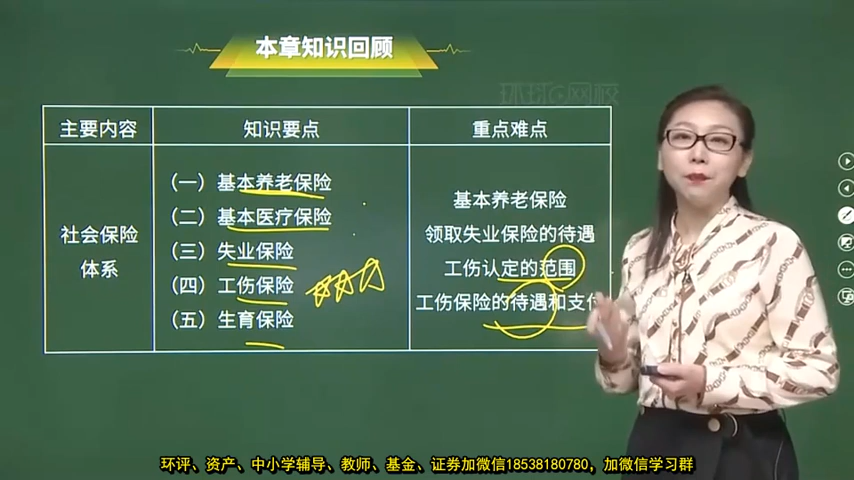 本章知识回顾
环球网校
主要内容
知识要点
重点难点
社会保险
体系
（一）基本养老保险
（二）基本医疗保险
（三）失业保险
（四）工伤保险
（五）生育保险
基本养老保险
领取失业保险的待遇
工伤认定的范围
工伤保险的待遇和支付
环评、资产、中小学辅导、教师、基金、证券加微信18538180780，加微信学习群